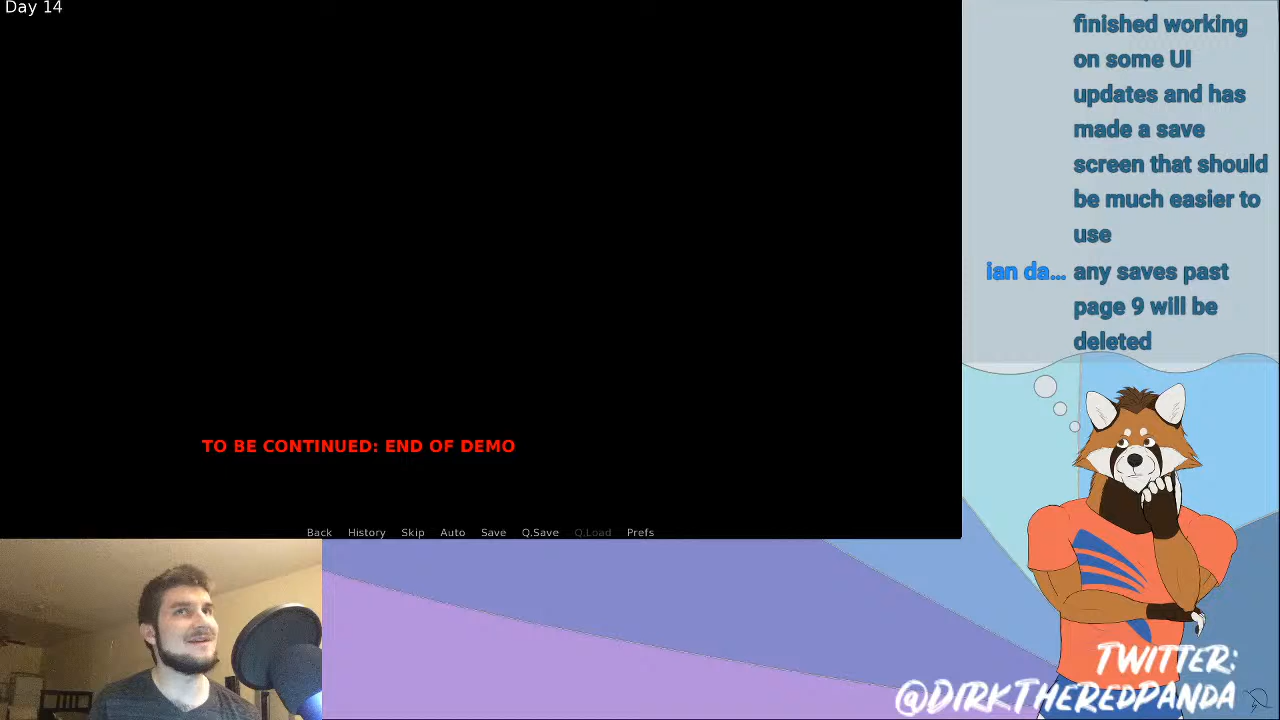 Day 14
TO BE CONTINUED: END OF DEMO
Back History Skip Auto Save Q.Save Q.Load Prefs
finished working
on some UI
updates and has
made a save
screen that should
be much easier to
use
ian da... any saves past
page 9 will be
deleted
TWITTER:
@DIRKTHEREDPANDA